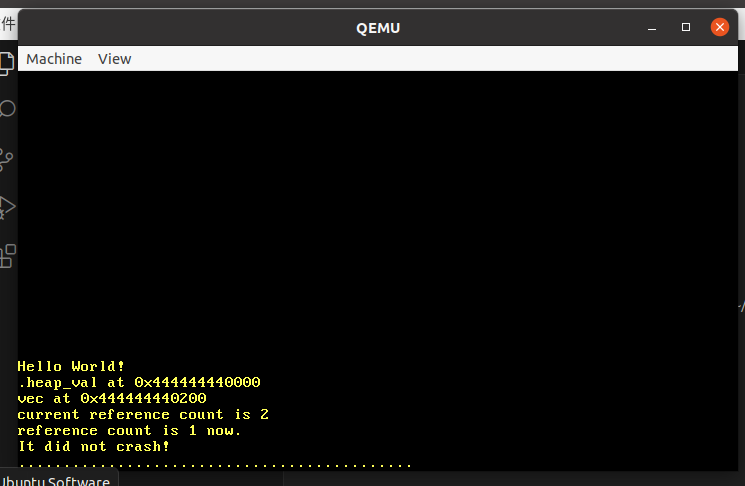 件
QEMU
Machine View
Hello World!
.heap_val at 0x444444440000
vec at 0x444444440200
current reference count is 2
reference count is 1 now.
It did not crash!
............................................
Ubuntu Software